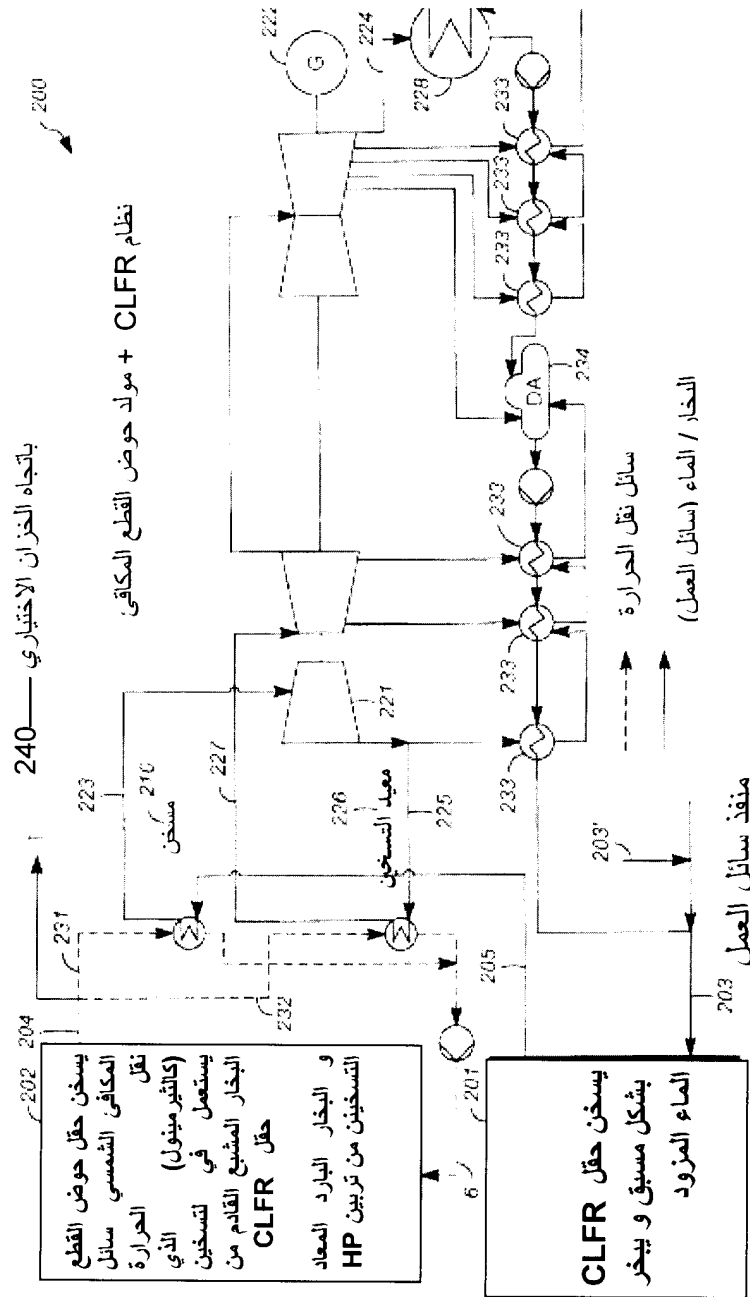 200
نظام CLFR + مولد حوض القطع المكافئ
باتجاه الخزان الاختياري
240
222
G
224
228
233
233
233
DA
234
233
233
233
221
223
210
مسخن
227
معيد التسخين
226
225
231
204
232
205
202
يسخن حقل حوض القطع
المكافئ الشمسي سائل
نقل الحرارة
(كالثيرمينول) الذي
يستعمل في لتسخين
البخار المشبع القادم من
حقل CLFR
و البخار البارد المعاد
التسخين من تربين HP
6
201
يسخن حقل CLFR
بشكل مسبق و يبخر
الماء المزود
203
203'
منفذ سائل العمل
سائل نقل الحرارة
البخار / الماء (سائل العمل)